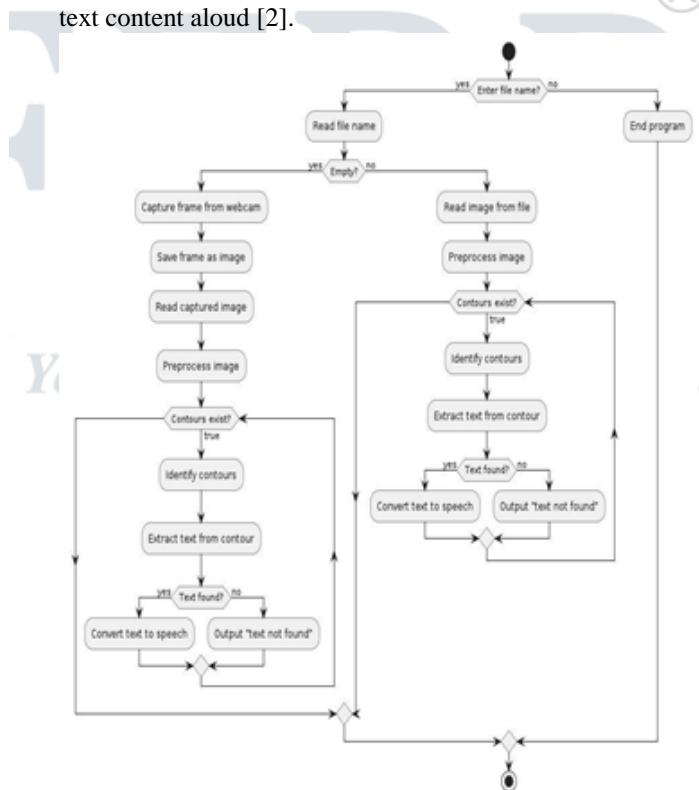 text content aloud [2].
yes
Enter file name?
no
Read file name
End program
yes
Empty?
no
Capture frame from webcam
Read image from file
Save frame as image
Preprocess image
Read captured image
Contours exist?
true
Preprocess image
Identify contours
Contours exist?
true
Extract text from contour
Identify contours
yes
Text found?
no
Convert text to speech
Output "text not found"
Extract text from contour
yes
Text found?
no
Convert text to speech
Output "text not found"